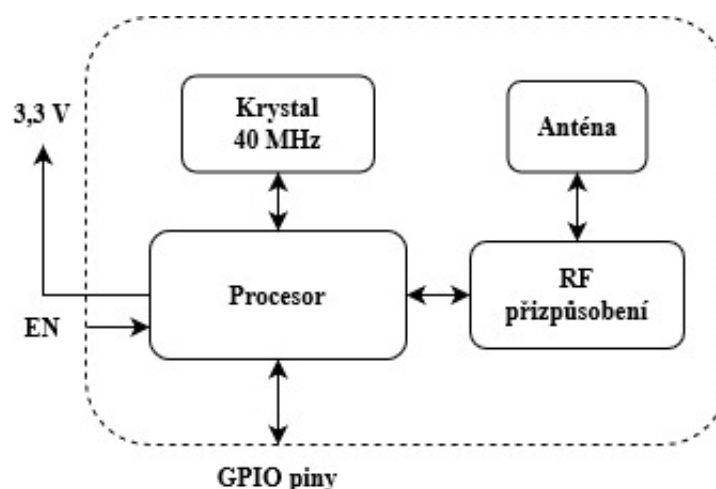 3,3 V
Krystal
40 MHz
Anténa
Procesor
RF
přizpůsobení
EN
GPIO piny